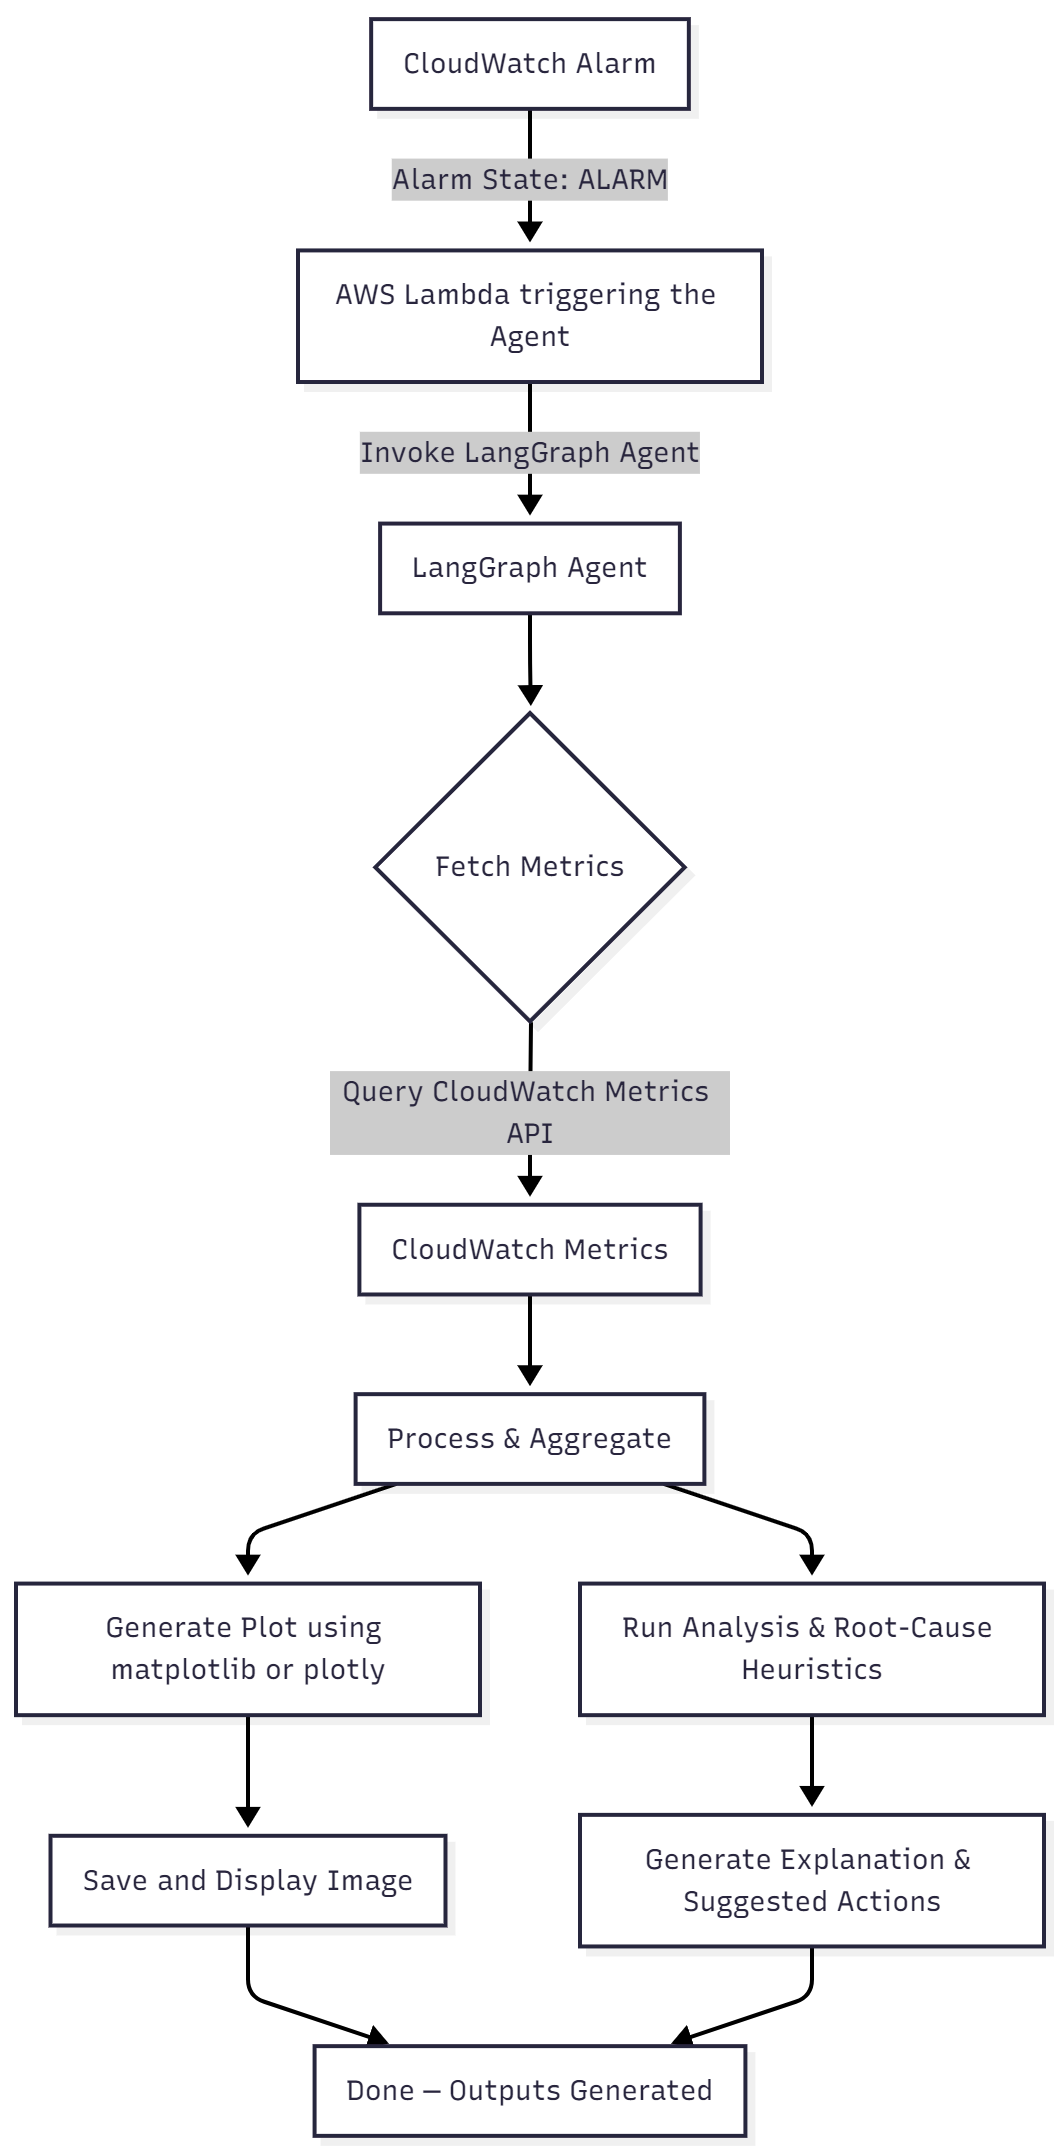 CloudWatch Alarm
Alarm State: ALARM
AWS Lambda triggering the
Agent
Invoke LangGraph Agent
LangGraph Agent
Fetch Metrics
Query CloudWatch Metrics
API
CloudWatch Metrics
Process & Aggregate
Generate Plot using
matplotlib or plotly
Run Analysis & Root-Cause
Heuristics
Save and Display Image
Generate Explanation &
Suggested Actions
Done – Outputs Generated